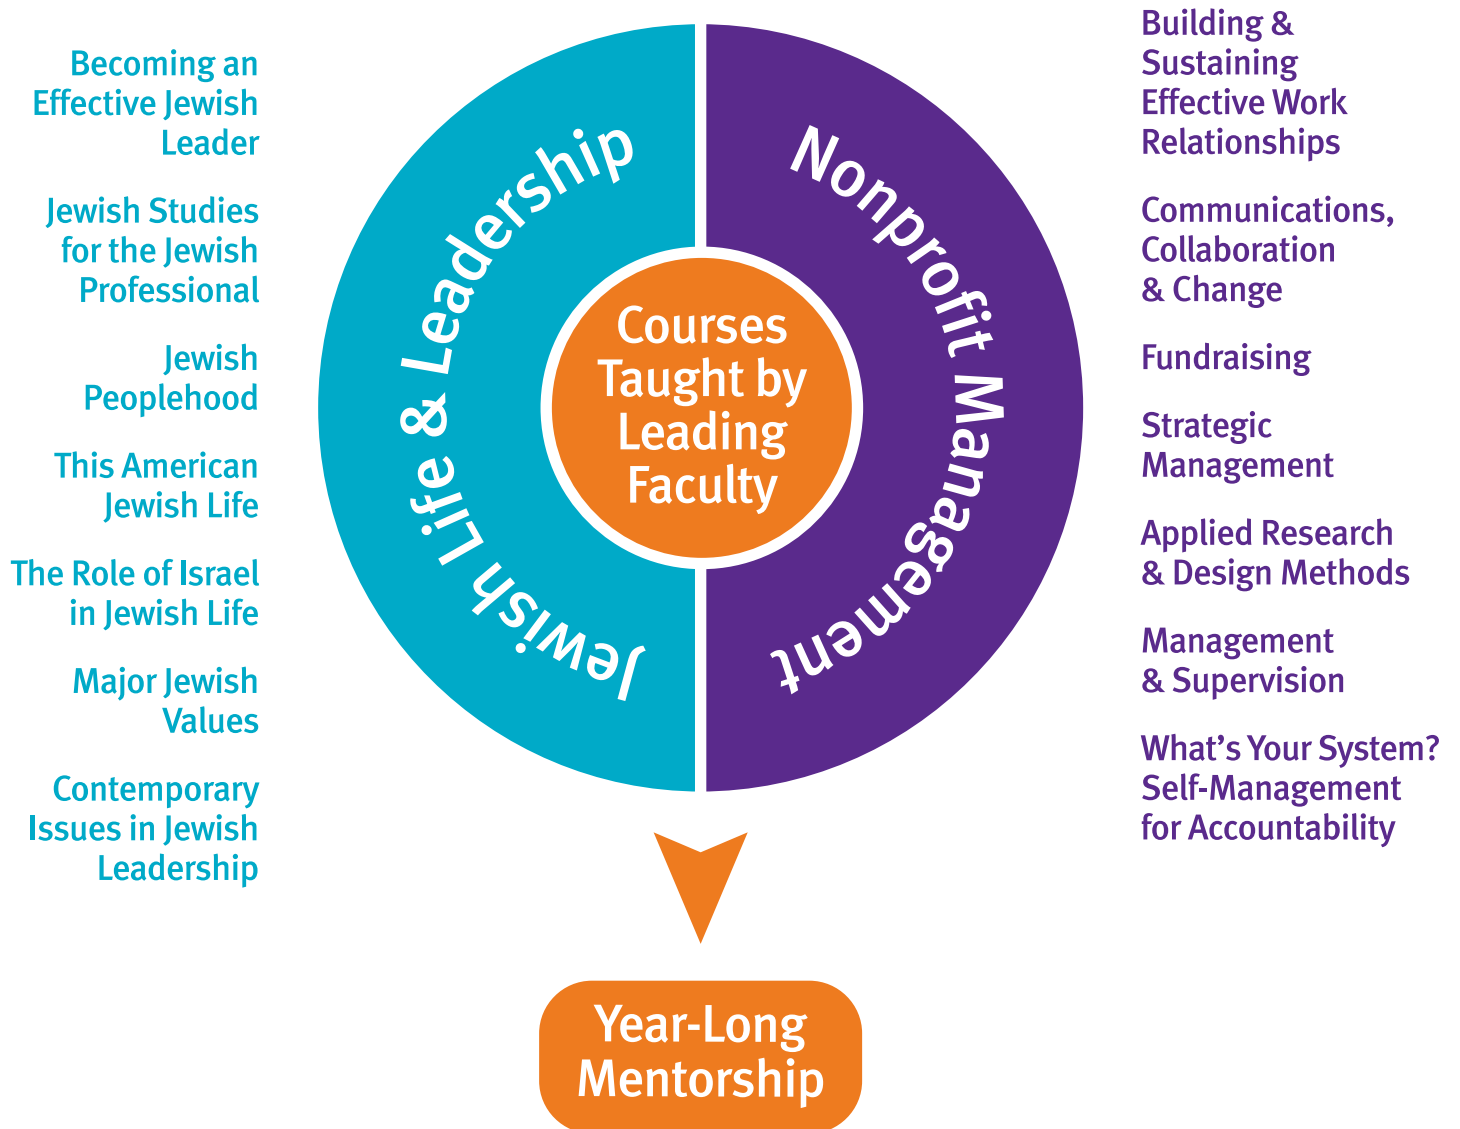 Becoming an
Effective Jewish
Leader
Jewish Studies
for the Jewish
Professional
Jewish
Peoplehood
This American
Jewish Life
The Role of Israel
in Jewish Life
Major Jewish
Values
Contemporary
Issues in Jewish
Leadership
Jewish Life & Leadership
Courses
Taught by
Leading
Faculty
Nonprofit Management
Building &
Sustaining
Effective Work
Relationships
Communications,
Collaboration
& Change
Fundraising
Strategic
Management
Applied Research
& Design Methods
Management
& Supervision
What’s Your System?
Self-Management
for Accountability
Year-Long
Mentorship